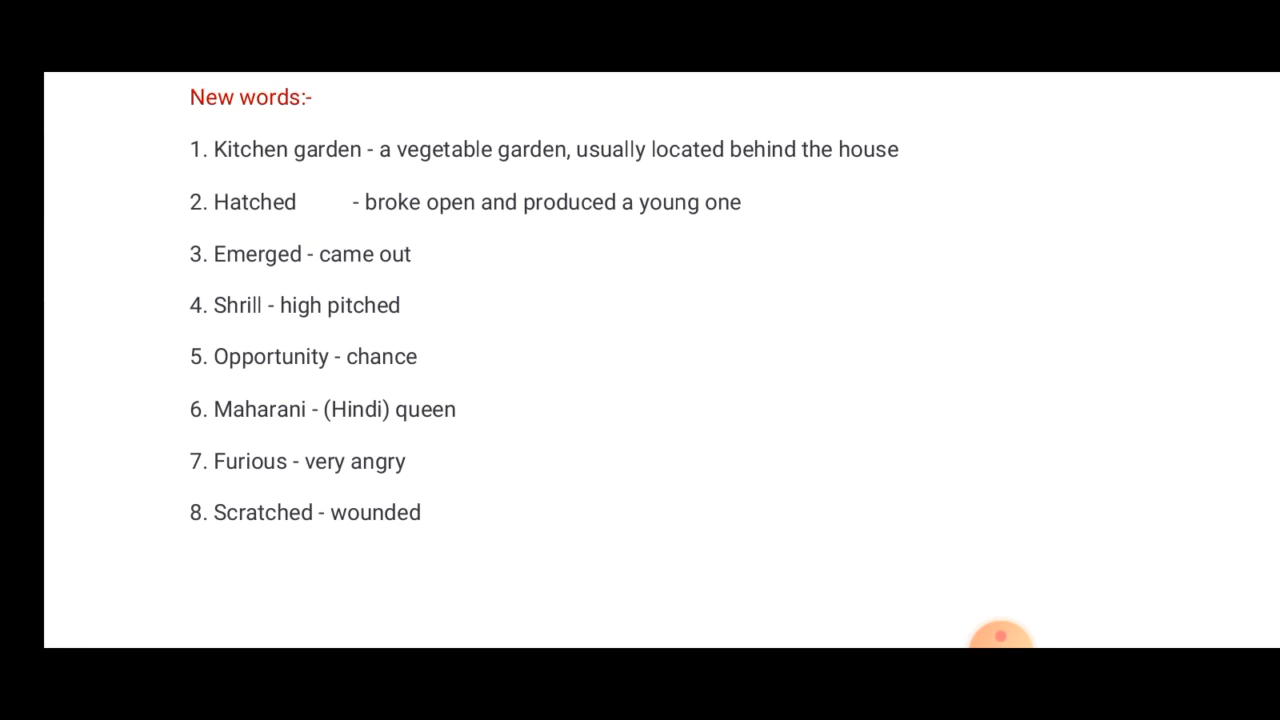 New words:-
1. Kitchen garden - a vegetable garden, usually located behind the house
2. Hatched - broke open and produced a young one
3. Emerged - came out
4. Shrill - high pitched
5. Opportunity - chance
6. Maharani - (Hindi) queen
7. Furious - very angry
8. Scratched - wounded